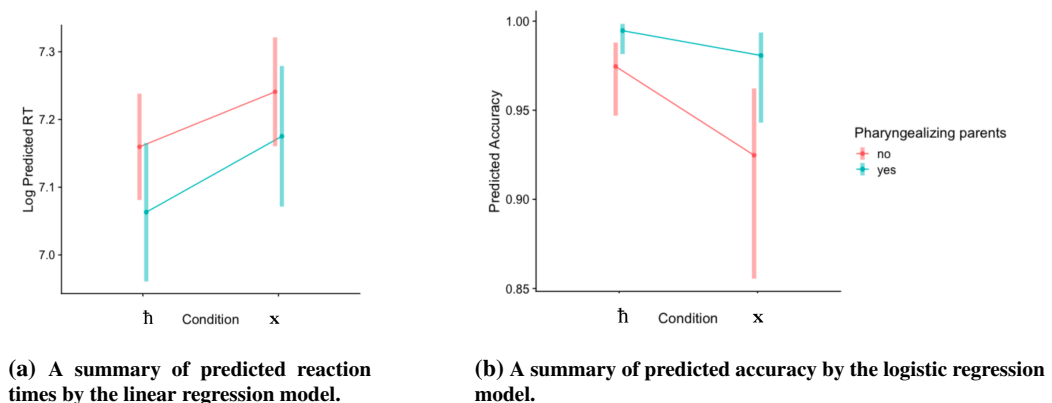 7.3
7.2
7.1
7.0
Log Predicted RT
ħ Condition x
1.00
0.95
0.90
0.85
Predicted Accuracy
ħ Condition x
Pharyngealizing parents
no
yes
(a) A summary of predicted reaction
times by the linear regression model.
(b) A summary of predicted accuracy by the logistic regression
model.